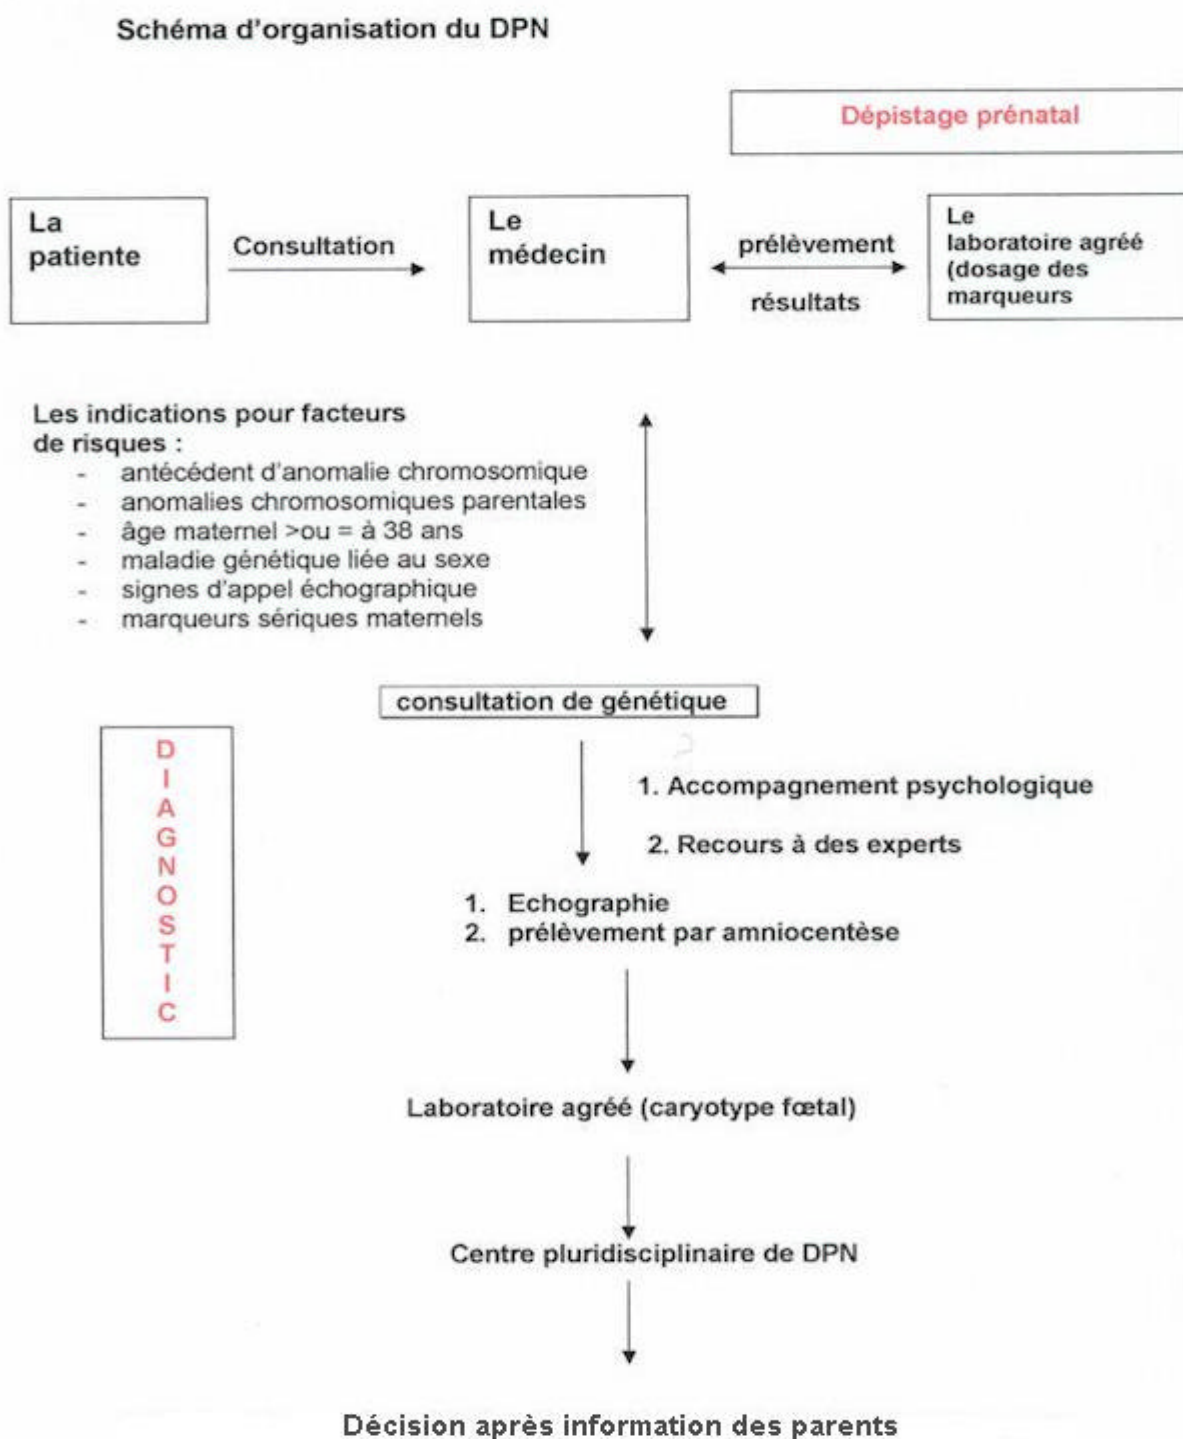 Schéma d'organisation du DPN
Dépistage prénatal
La
patiente
Consultation
Le
médecin
prélèvement
résultats
Le
laboratoire agréé
(dosage des
marqueurs
Les indications pour facteurs
de risques :
- antécédent d'anomalie chromosomique
- anomalies chromosomiques parentales
- âge maternel >ou = à 38 ans
- maladie génétique liée au sexe
- signes d'appel échographique
- marqueurs sériques maternels
consultation de génétique
D
I
A
G
N
O
S
T
I
C
1. Accompagnement psychologique
2. Recours à des experts
1. Echographie
2. prélèvement par amniocentèse
Laboratoire agréé (caryotype fœtal)
Centre pluridisciplinaire de DPN
Décision après information des parents